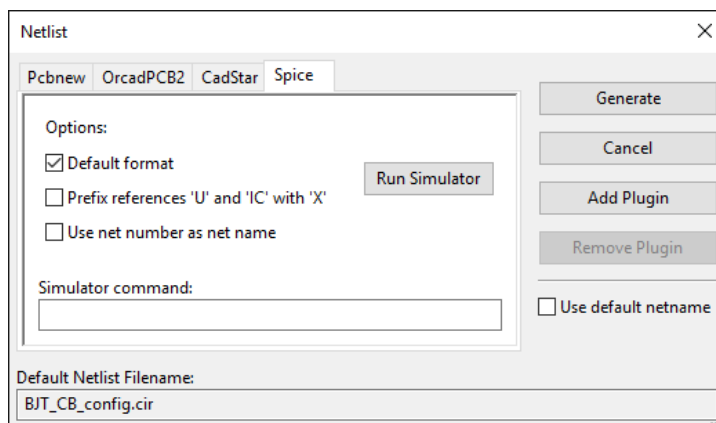 Netlist
Pcbnew OrcadPCB2 CadStar Spice
Options:
Default format
Prefix references 'U' and 'IC' with 'X'
Use net number as net name
Run Simulator
Simulator command:
Generate
Cancel
Add Plugin
Remove Plugin
Use default netname
Default Netlist Filename:
BJT_CB_config.cir